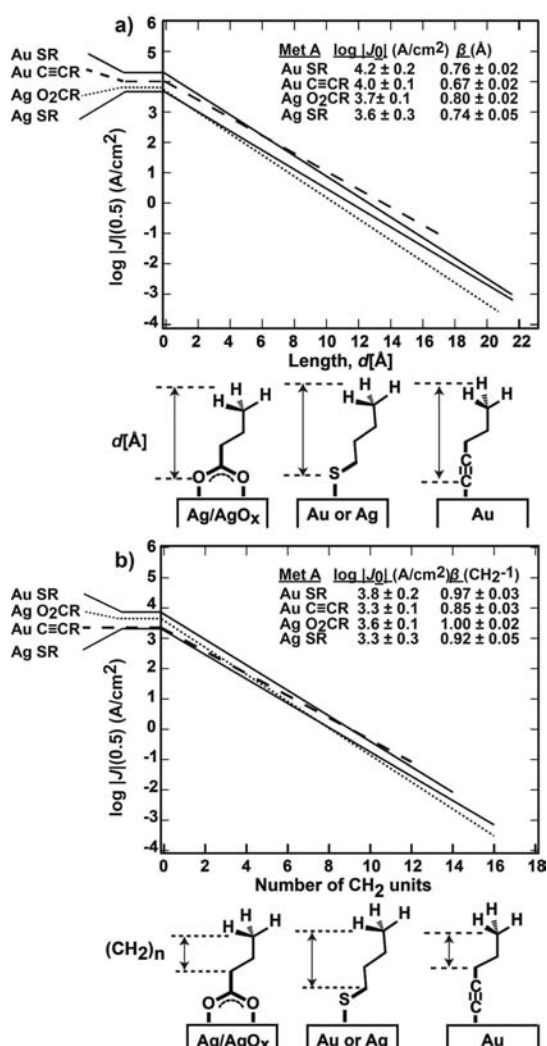 a)
Met A log |J0| (A/cm²) β (Å)
Au SR 4.2 ± 0.2 0.76 ± 0.02
Au C≡CR 4.0 ± 0.1 0.67 ± 0.02
Ag O2CR 3.7± 0.1 0.80 ± 0.02
Ag SR 3.6 ± 0.3 0.74 ± 0.05
Au SR
Au C≡CR
Ag O2CR
Ag SR
log |J|(0.5) (A/cm²)
6
5
4
3
2
1
0
-1
-2
-3
-4
0 2 4 6 8 10 12 14 16 18 20 22
Length, d[Å]
d[Å]
H H H
O O
Ag/AgOx
H H H
S
Au or Ag
H H H
C
C
Au
b)
Met A log |J0| (A/cm²) β (CH2-1)
Au SR 3.8 ± 0.2 0.97 ± 0.03
Au C≡CR 3.3 ± 0.1 0.85 ± 0.03
Ag O2CR 3.6 ± 0.1 1.00 ± 0.02
Ag SR 3.3 ± 0.3 0.92 ± 0.05
Au SR
Ag O2CR
Au C≡CR
Ag SR
log |J|(0.5) (A/cm²)
6
5
4
3
2
1
0
-1
-2
-3
-4
0 2 4 6 8 10 12 14 16 18
Number of CH2 units
(CH2)n
H H H
O O
Ag/AgOx
H H H
S
Au or Ag
H H H
C
C
Au